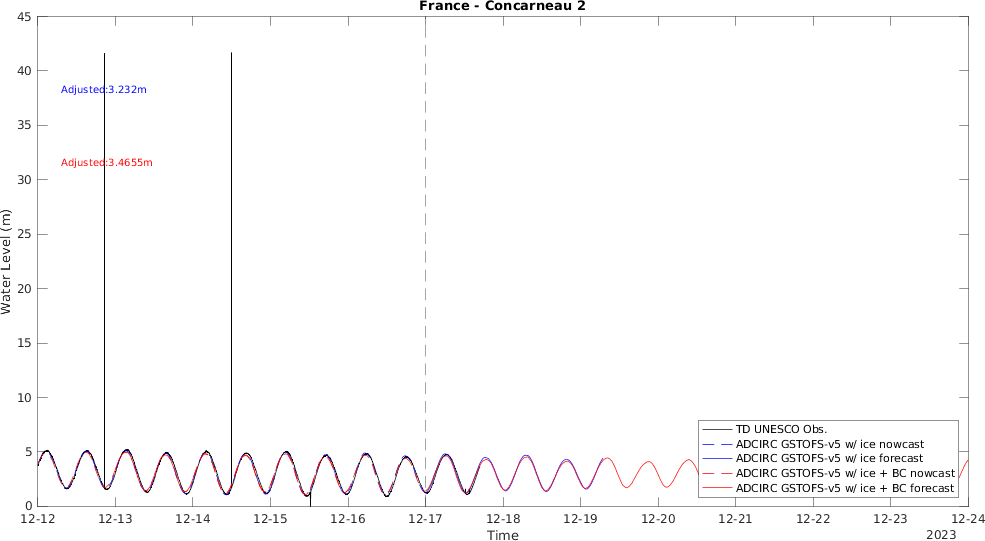 France - Concarneau 2
Water Level (m)
45
40
35
30
25
20
15
10
5
0
Adjusted:3.232m
Adjusted:3.4655m
TD UNESCO Obs.
ADCIRC GSTOFS-v5 w/ ice nowcast
ADCIRC GSTOFS-v5 w/ ice forecast
ADCIRC GSTOFS-v5 w/ ice + BC nowcast
ADCIRC GSTOFS-v5 w/ ice + BC forecast
12-12 12-13 12-14 12-15 12-16 12-17 12-18 12-19 12-20 12-21 12-22 12-23 12-24
Time
2023